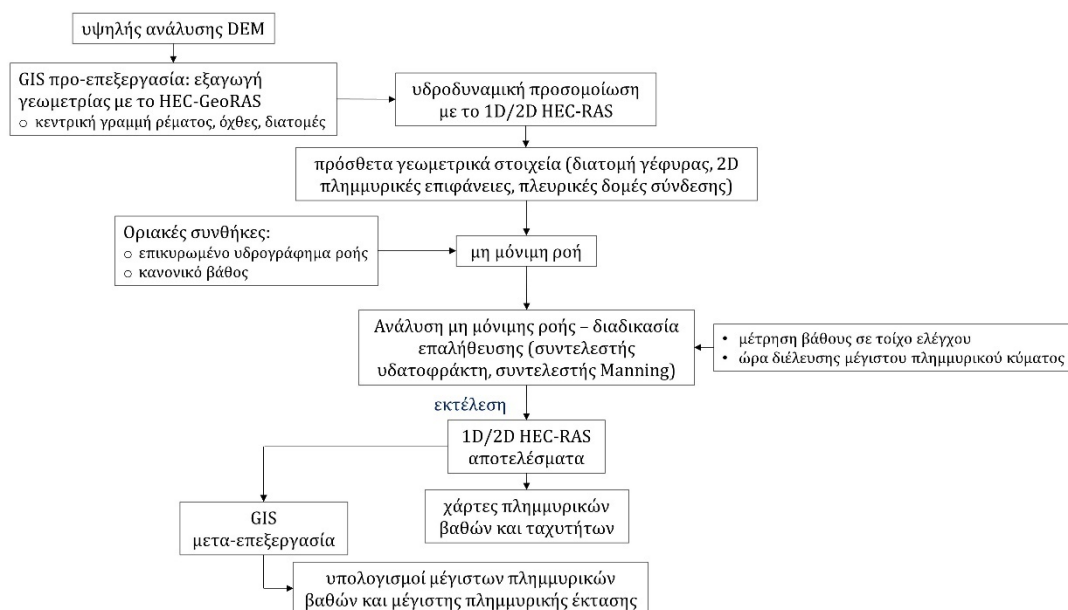 υψηλής ανάλυσης DEM
GIS προ-επεξεργασία: εξαγωγή
γεωμετρίας με το HEC-GeoRAS
o κεντρική γραμμή ρέματος, όχθες, διατομές
υδροδυναμική προσομοίωση
με το 1D/2D HEC-RAS
πρόσθετα γεωμετρικά στοιχεία (διατομή γέφυρας, 2D
πλημμυρικές επιφάνειες, πλευρικές δομές σύνδεσης)
Οριακές συνθήκες:
o επικυρωμένο υδρογράφημα ροής
o κανονικό βάθος
μη μόνιμη ροή
Ανάλυση μη μόνιμης ροής – διαδικασία
επαλήθευσης (συντελεστής
υδατοφράκτη, συντελεστής Manning)
• μέτρηση βάθους σε τοίχο ελέγχου
• ώρα διέλευσης μέγιστου πλημμυρικού κύματος
εκτέλεση
1D/2D HEC-RAS
αποτελέσματα
χάρτες πλημμυρικών
βαθών και ταχυτήτων
GIS
μετα-επεξεργασία
υπολογισμοί μέγιστων πλημμυρικών
βαθών και μέγιστης πλημμυρικής έκτασης